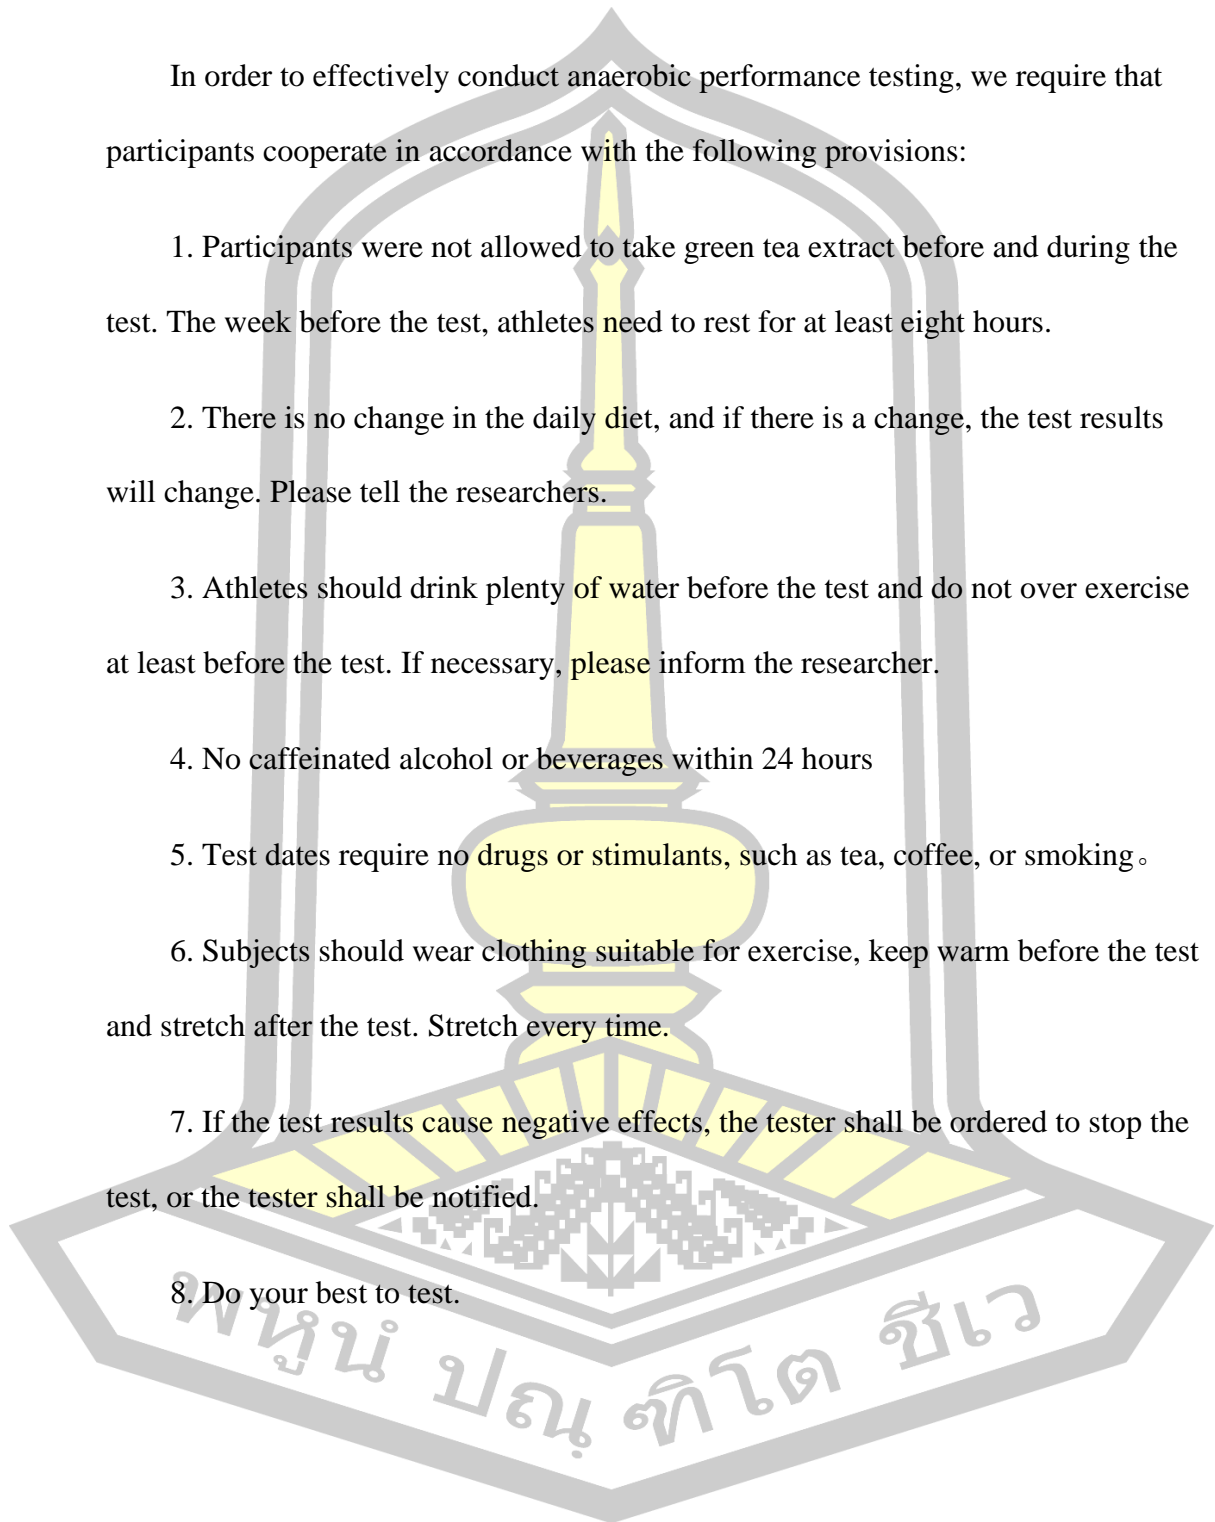 In order to effectively conduct anaerobic performance testing, we require that
participants cooperate in accordance with the following provisions:
1. Participants were not allowed to take green tea extract before and during the
test. The week before the test, athletes need to rest for at least eight hours.
2. There is no change in the daily diet, and if there is a change, the test results
will change. Please tell the researchers.
3. Athletes should drink plenty of water before the test and do not over exercise
at least before the test. If necessary, please inform the researcher.
4. No caffeinated alcohol or beverages within 24 hours
5. Test dates require no drugs or stimulants, such as tea, coffee, or smoking。
6. Subjects should wear clothing suitable for exercise, keep warm before the test
and stretch after the test. Stretch every time.
7. If the test results cause negative effects, the tester shall be ordered to stop the
test, or the tester shall be notified.
8. Do your best to test.
พหูนํ ปณฺฑิโต ชีเว